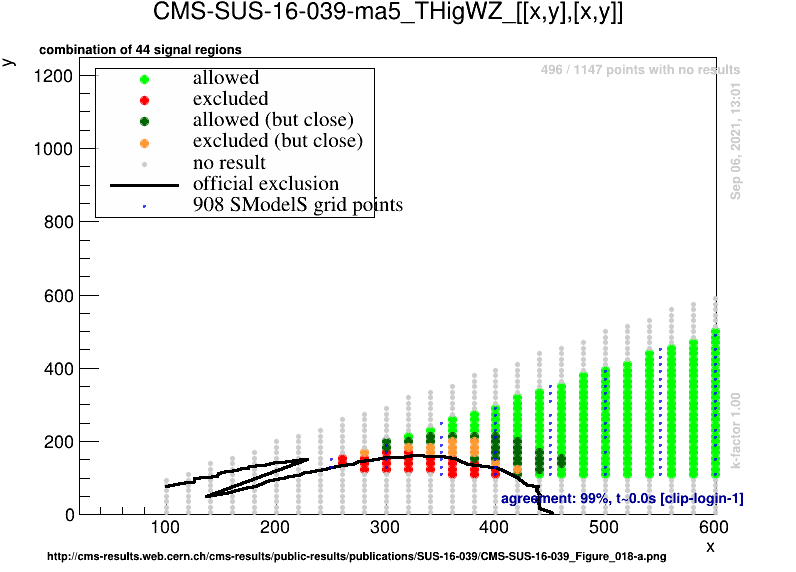 CMS-SUS-16-039-ma5_THigWZ_[[x,y],[x,y]]
combination of 44 signal regions
y
496 / 1147 points with no results
allowed
excluded
allowed (but close)
excluded (but close)
no result
official exclusion
908 SModelS grid points
Sep 06, 2021, 13:01
k-factor 1.00
1200
1000
800
600
400
200
0
agreement: 99%, t~0.0s [clip-login-1]
100 200 300 400 500 600
x
http://cms-results.web.cern.ch/cms-results/public-results/publications/SUS-16-039/CMS-SUS-16-039_Figure_018-a.png